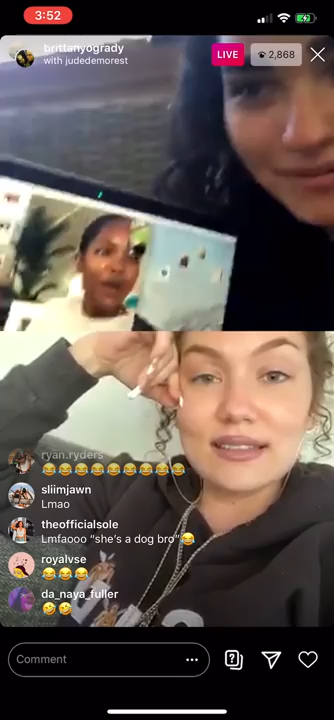 3:52
brittanyogrady
with judedemorest
LIVE
2,868
ryan.ryders
😂😂😂😂😂😂😂😂😂
sliimjawn
Lmao
theofficialsole
Lmfaooo “she’s a dog bro”😂
royalvse
😂😂😂
da_naya_fuller
🤣🤣
Comment